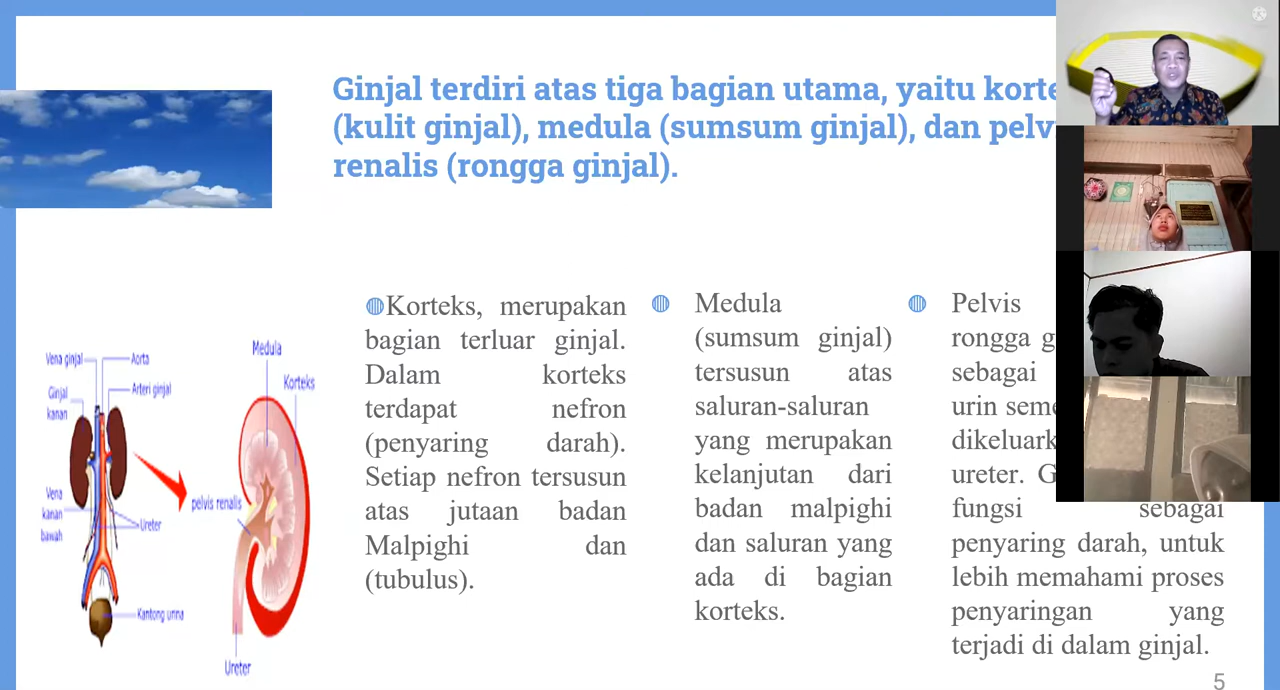 Ginjal terdiri atas tiga bagian utama, yaitu
(kulit ginjal), medula (sumsum ginjal), dan
renalis (rongga ginjal).
Korteks, merupakan
bagian terluar ginjal.
Dalam korteks
terdapat nefron
(penyaring darah).
Setiap nefron tersusun
atas jutaan badan
Malpighi dan
(tubulus).
Medula
(sumsum ginjal)
tersusun atas
saluran-saluran
yang merupakan
kelanjutan dari
badan malpighi
dan saluran yang
ada di bagian
korteks.
Pelvis
rongga
sebagai
urin
ureter.
fungsi sebagai
penyaring darah, untuk
lebih memahami proses
penyaringan yang
terjadi di dalam ginjal.
Vena ginjal
Aorta
Ginjal
kanan
Arteri ginjal
Vena
kanan
bawah
Ureter
Kantong urina
Medula
Korteks
pelvis renalis
Ureter
5